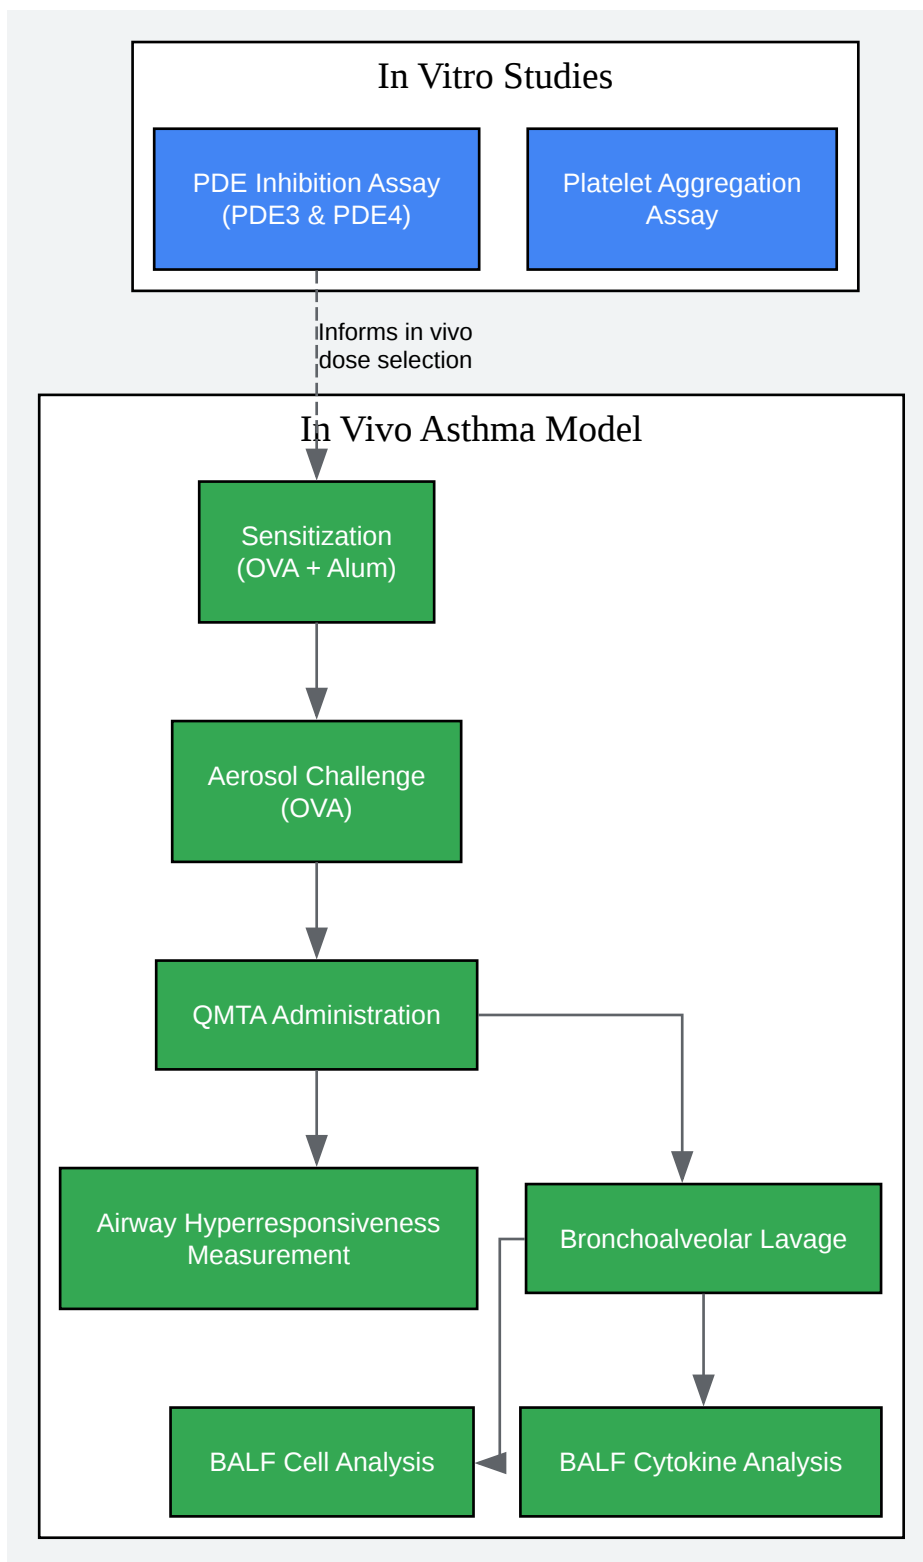 In Vitro Studies
PDE Inhibition Assay
(PDE3 & PDE4)
Platelet Aggregation
Assay
Informs in vivo
dose selection
In Vivo Asthma Model
Sensitization
(OVA + Alum)
Aerosol Challenge
(OVA)
QMTA Administration
Airway Hyperresponsiveness
Measurement
Bronchoalveolar Lavage
BALF Cell Analysis
BALF Cytokine Analysis